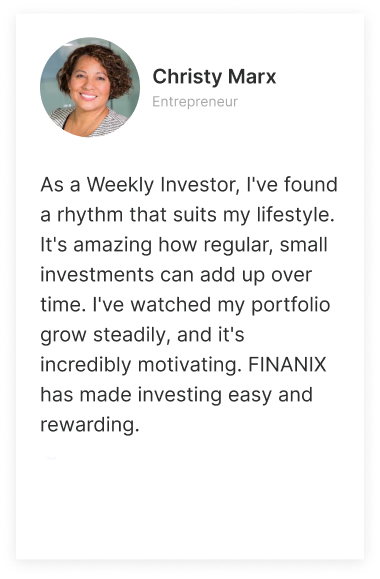 Christy Marx
Entrepreneur
As a Weekly Investor, I've found
a rhythm that suits my lifestyle.
It's amazing how regular, small
investments can add up over
time. I've watched my portfolio
grow steadily, and it's
incredibly motivating. FINANIX
has made investing easy and
rewarding.